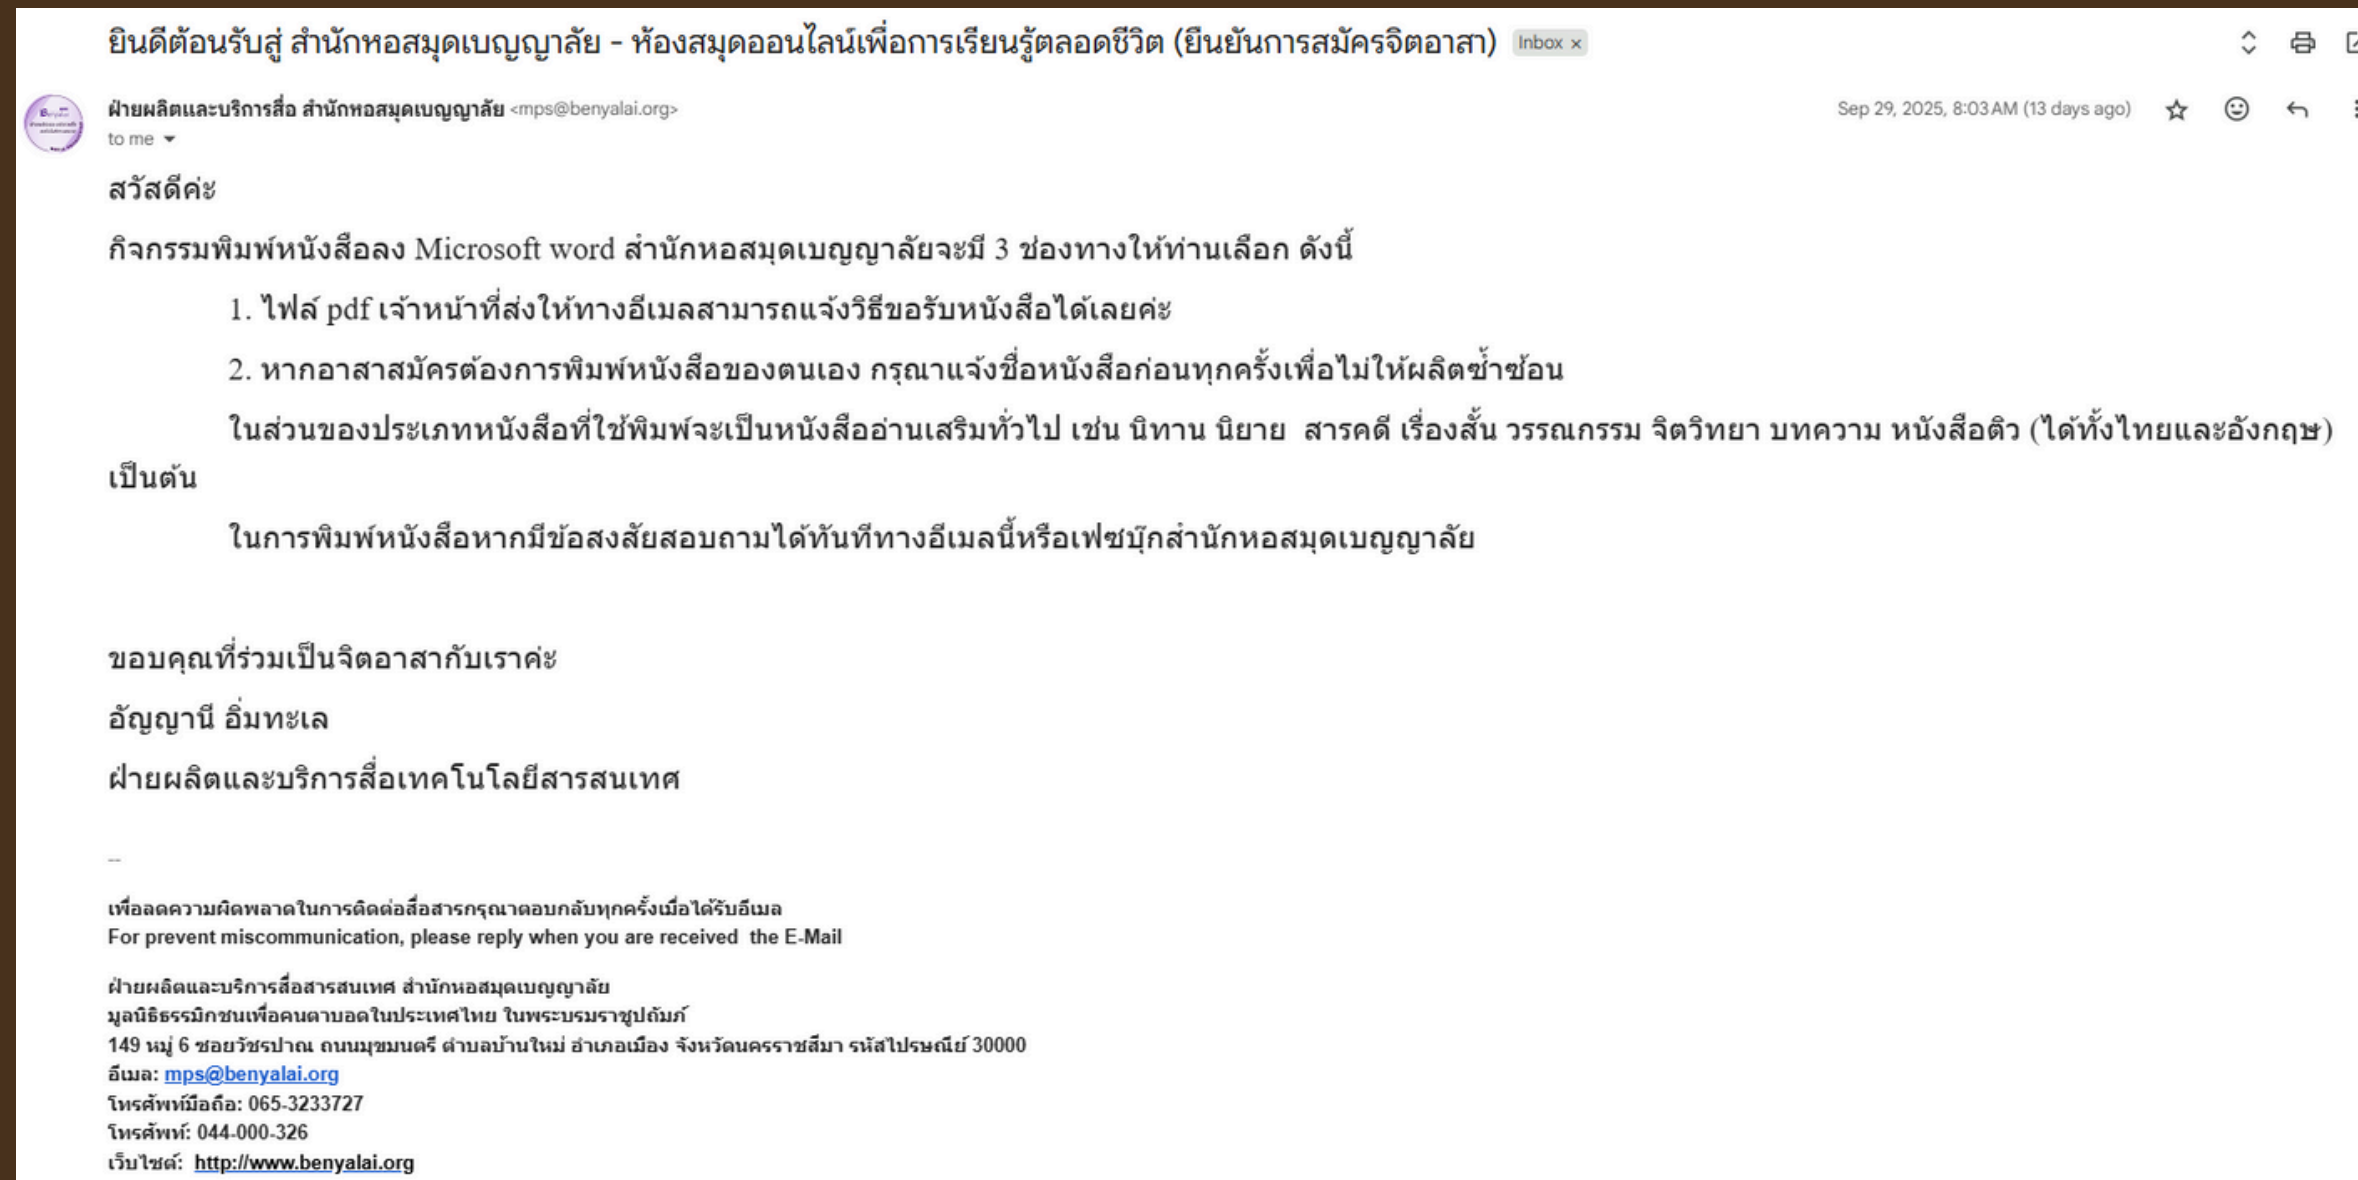 ยินดีต้อนรับสู่ สำนักหอสมุดเบญญาลัย - ห้องสมุดออนไลน์เพื่อการเรียนรู้ตลอดชีวิต (ยืนยันการสมัครจิตอาสา) Inbox x
ฝ่ายผลิตและบริการสื่อ สำนักหอสมุดเบญญาลัย <mps@benyalai.org> Sep 29, 2025, 8:03 AM (13 days ago)
to me
สวัสดีค่ะ
กิจกรรมพิมพ์หนังสือลง Microsoft word สำนักหอสมุดเบญญาลัยจะมี 3 ช่องทางให้ท่านเลือก ดังนี้
1. ไฟล์ pdf เจ้าหน้าที่ส่งให้ทางอีเมลสามารถแจ้งวิธีขอรับหนังสือได้เลยค่ะ
2. หากอาสาสมัครต้องการพิมพ์หนังสือของตนเอง กรุณาแจ้งชื่อหนังสือก่อนทุกครั้งเพื่อไม่ให้ผลิตซ้ำซ้อน
ในส่วนของประเภทหนังสือที่ใช้พิมพ์จะเป็นหนังสืออ่านเสริมทั่วไป เช่น นิทาน นิยาย สารคดี เรื่องสั้น วรรณกรรม จิตวิทยา บทความ หนังสือติว (ได้ทั้งไทยและอังกฤษ)
เป็นต้น
ในการพิมพ์หนังสือหากมีข้อสงสัยสอบถามได้ทันทีทางอีเมลนี้หรือเฟซบุ๊กสำนักหอสมุดเบญญาลัย
ขอบคุณที่ร่วมเป็นจิตอาสากับเราค่ะ
อัญญานี อิ่มทะเล
ฝ่ายผลิตและบริการสื่อเทคโนโลยีสารสนเทศ
--
เพื่อลดความผิดพลาดในการติดต่อสื่อสารกรุณาตอบกลับทุกครั้งเมื่อได้รับอีเมล
For prevent miscommunication, please reply when you are received the E-Mail
ฝ่ายผลิตและบริการสื่อสารสนเทศ สำนักหอสมุดเบญญาลัย
มูลนิธิธรรมิกชนเพื่อคนตาบอดในประเทศไทย ในพระบรมราชูปถัมภ์
149 หมู่ 6 ซอยวัชรปาณ ถนนมุขมนตรี ตำบลบ้านใหม่ อำเภอเมือง จังหวัดนครราชสีมา รหัสไปรษณีย์ 30000
อีเมล: mps@benyalai.org
โทรศัพท์มือถือ: 065-3233727
โทรศัพท์: 044-000-326
เว็บไซต์: http://www.benyalai.org